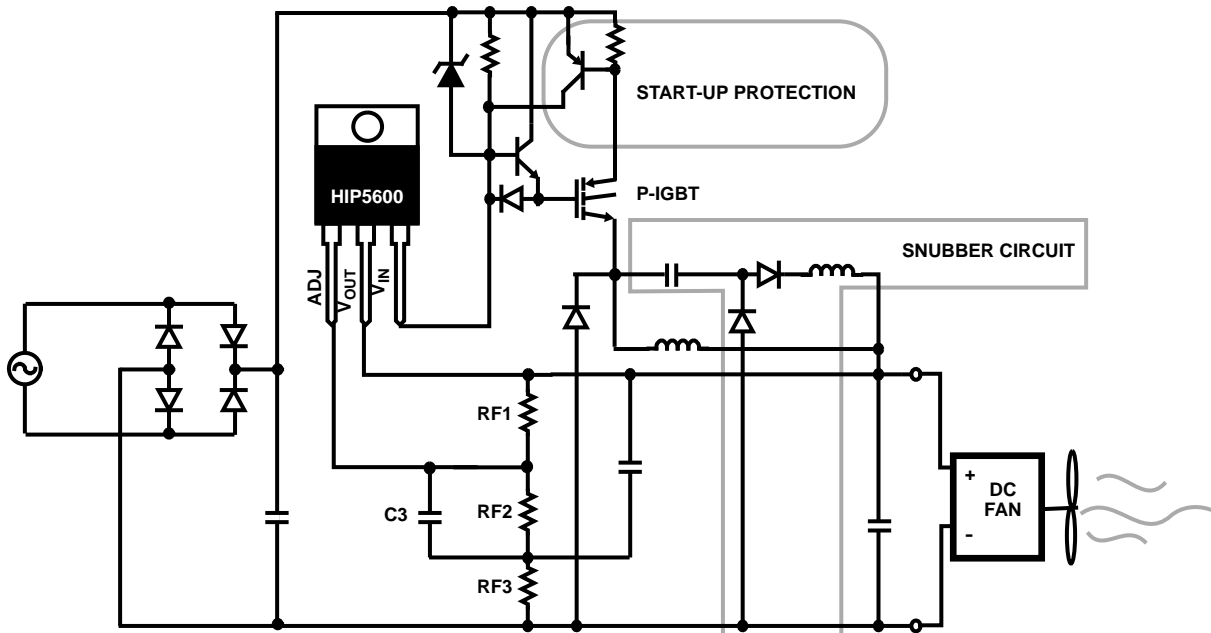 START-UP PROTECTION
HIP5600
P-IGBT
SNUBBER CIRCUIT
ADJ
VOUT
VIN
RF1
+
DC
FAN
-
C3
RF2
RF3